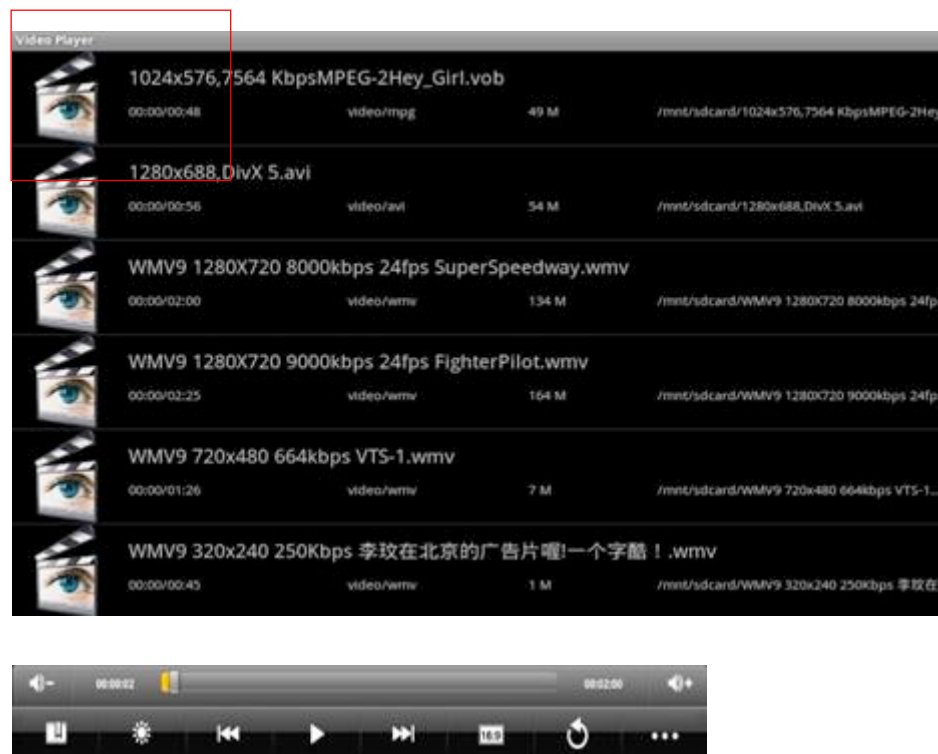 Video Player
1024x576,7564 KbpsMPEG-2Hey_Girl.vob
00:00/00:48 video/mpg 49 M /mnt/sdcard/1024x576,7564 KbpsMPEG-2Hey
1280x688,DivX 5.avi
00:00/00:56 video/avi 54 M /mnt/sdcard/1280x688,DivX 5.avi
WMV9 1280X720 8000kbps 24fps SuperSpeedway.wmv
00:00/02:00 video/wmv 134 M /mnt/sdcard/WMV9 1280X720 8000kbps 24fp
WMV9 1280X720 9000kbps 24fps FighterPilot.wmv
00:00/02:25 video/wmv 164 M /mnt/sdcard/WMV9 1280X720 9000kbps 24fp
WMV9 720x480 664kbps VTS-1.wmv
00:00/01:26 video/wmv 7 M /mnt/sdcard/WMV9 720x480 664kbps VTS-1...
WMV9 320x240 250Kbps 李玟在北京的广告片喔!一个字酷！.wmv
00:00/00:45 video/wmv 1 M /mnt/sdcard/WMV9 320x240 250Kbps 李玟在
00:00:02 00:02:00
16:9